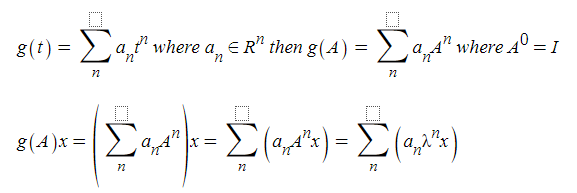 g(t) = ∑_n^□ a_n t^n where a_n ∈ R^n then g(A) = ∑_n^□ a_n A^n where A^0 = I
g(A)x = (∑_n^□ a_n A^n)x = ∑_n^□ (a_n A^n x) = ∑_n^□ (a_n λ^n x)